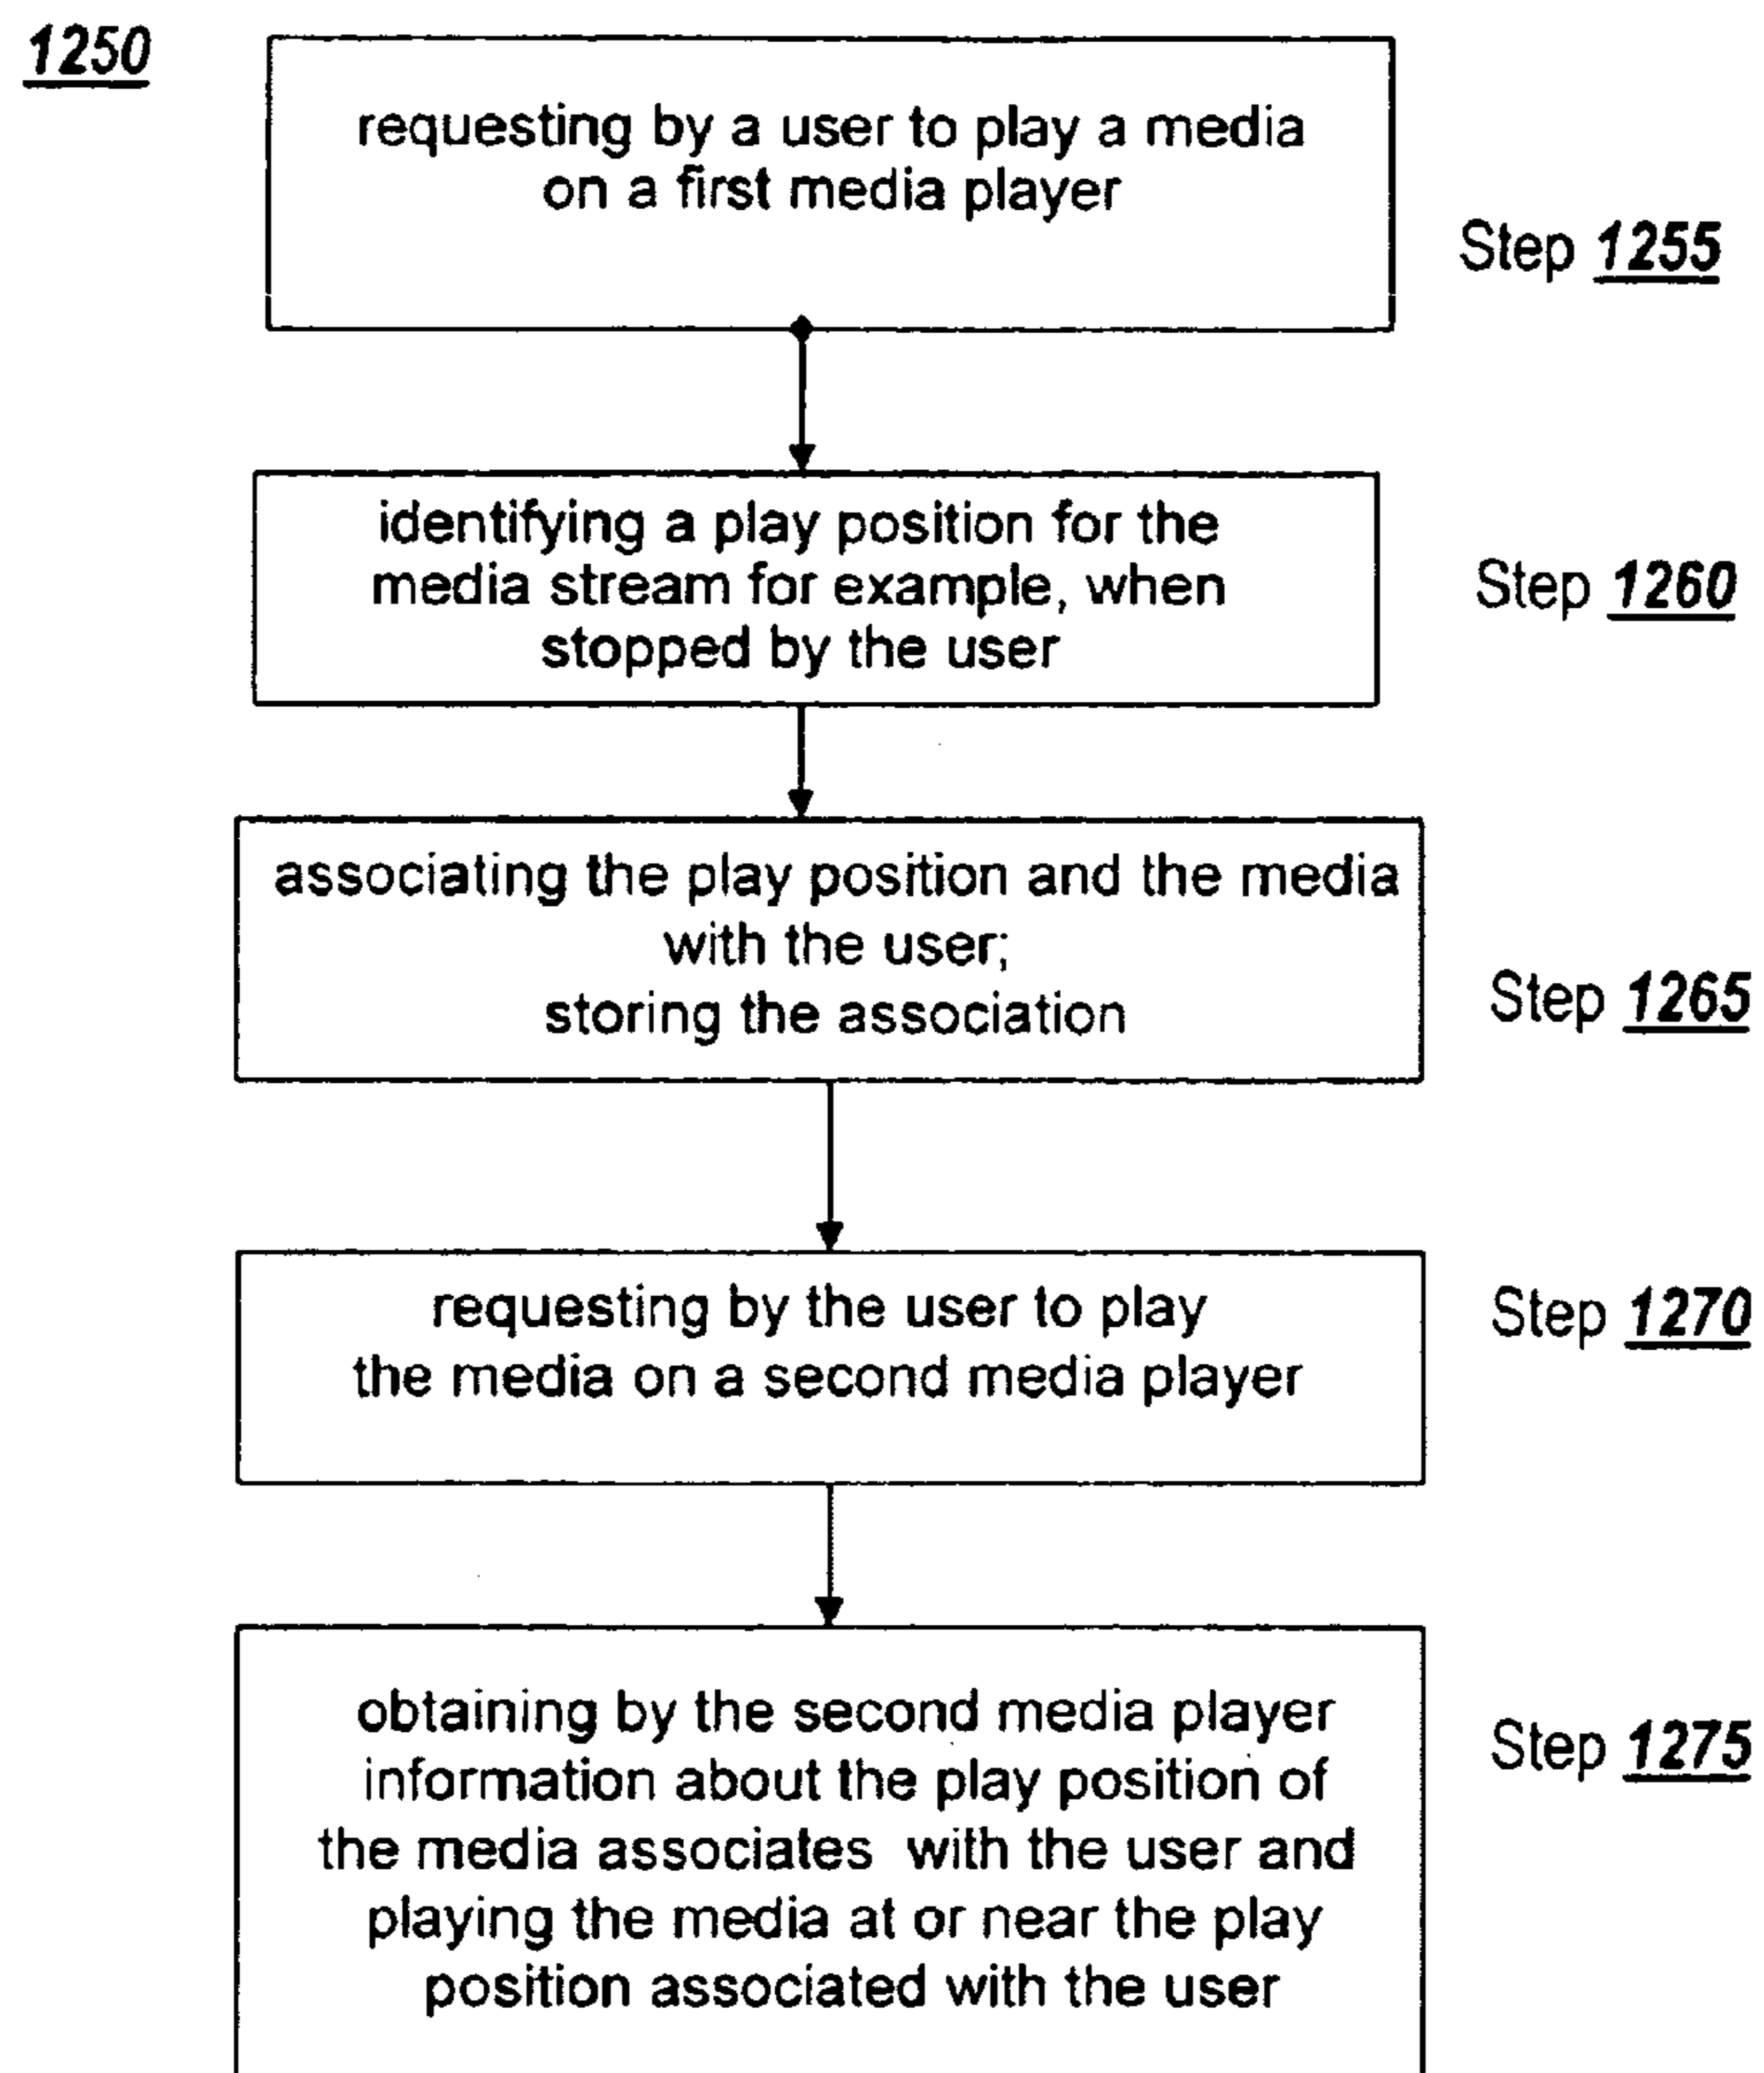 1250
requesting by a user to play a media
on a first media player
Step 1255
identifying a play position for the
media stream for example, when
stopped by the user
Step 1260
associating the play position and the media
with the user;
storing the association
Step 1265
requesting by the user to play
the media on a second media player
Step 1270
obtaining by the second media player
information about the play position of
the media associates with the user and
playing the media at or near the play
position associated with the user
Step 1275